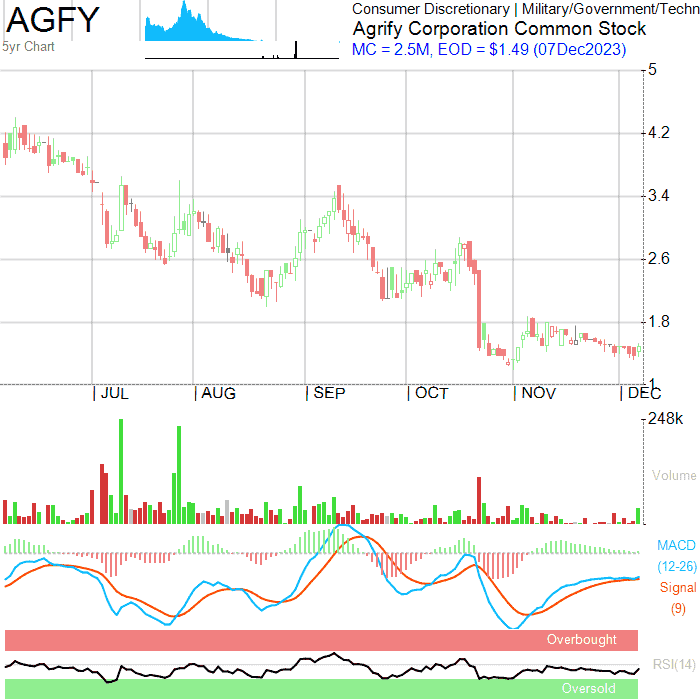 AGFY
5yr Chart
Consumer Discretionary | Military/Government/Techn
Agrify Corporation Common Stock
MC = 2.5M, EOD = $1.49 (07Dec2023)
5
4.2
3.4
2.6
1.8
1
JUL AUG SEP OCT NOV DEC
248k
Volume
MACD
(12-26)
Signal
(9)
Overbought
RSI(14)
Oversold